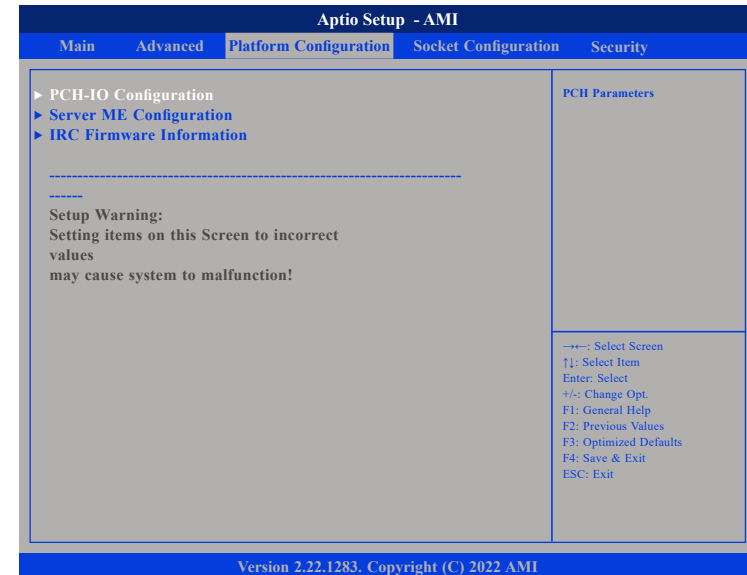 Aptio Setup - AMI
Main Advanced Platform Configuration Socket Configuration Security
► PCH-IO Configuration
► Server ME Configuration
► IRC Firmware Information
--------------------------------------------------------------------------
------
Setup Warning:
Setting items on this Screen to incorrect
values
may cause system to malfunction!
PCH Parameters
→←: Select Screen
↑↓: Select Item
Enter: Select
+/-: Change Opt.
F1: General Help
F2: Previous Values
F3: Optimized Defaults
F4: Save & Exit
ESC: Exit
Version 2.22.1283. Copyright (C) 2022 AMI